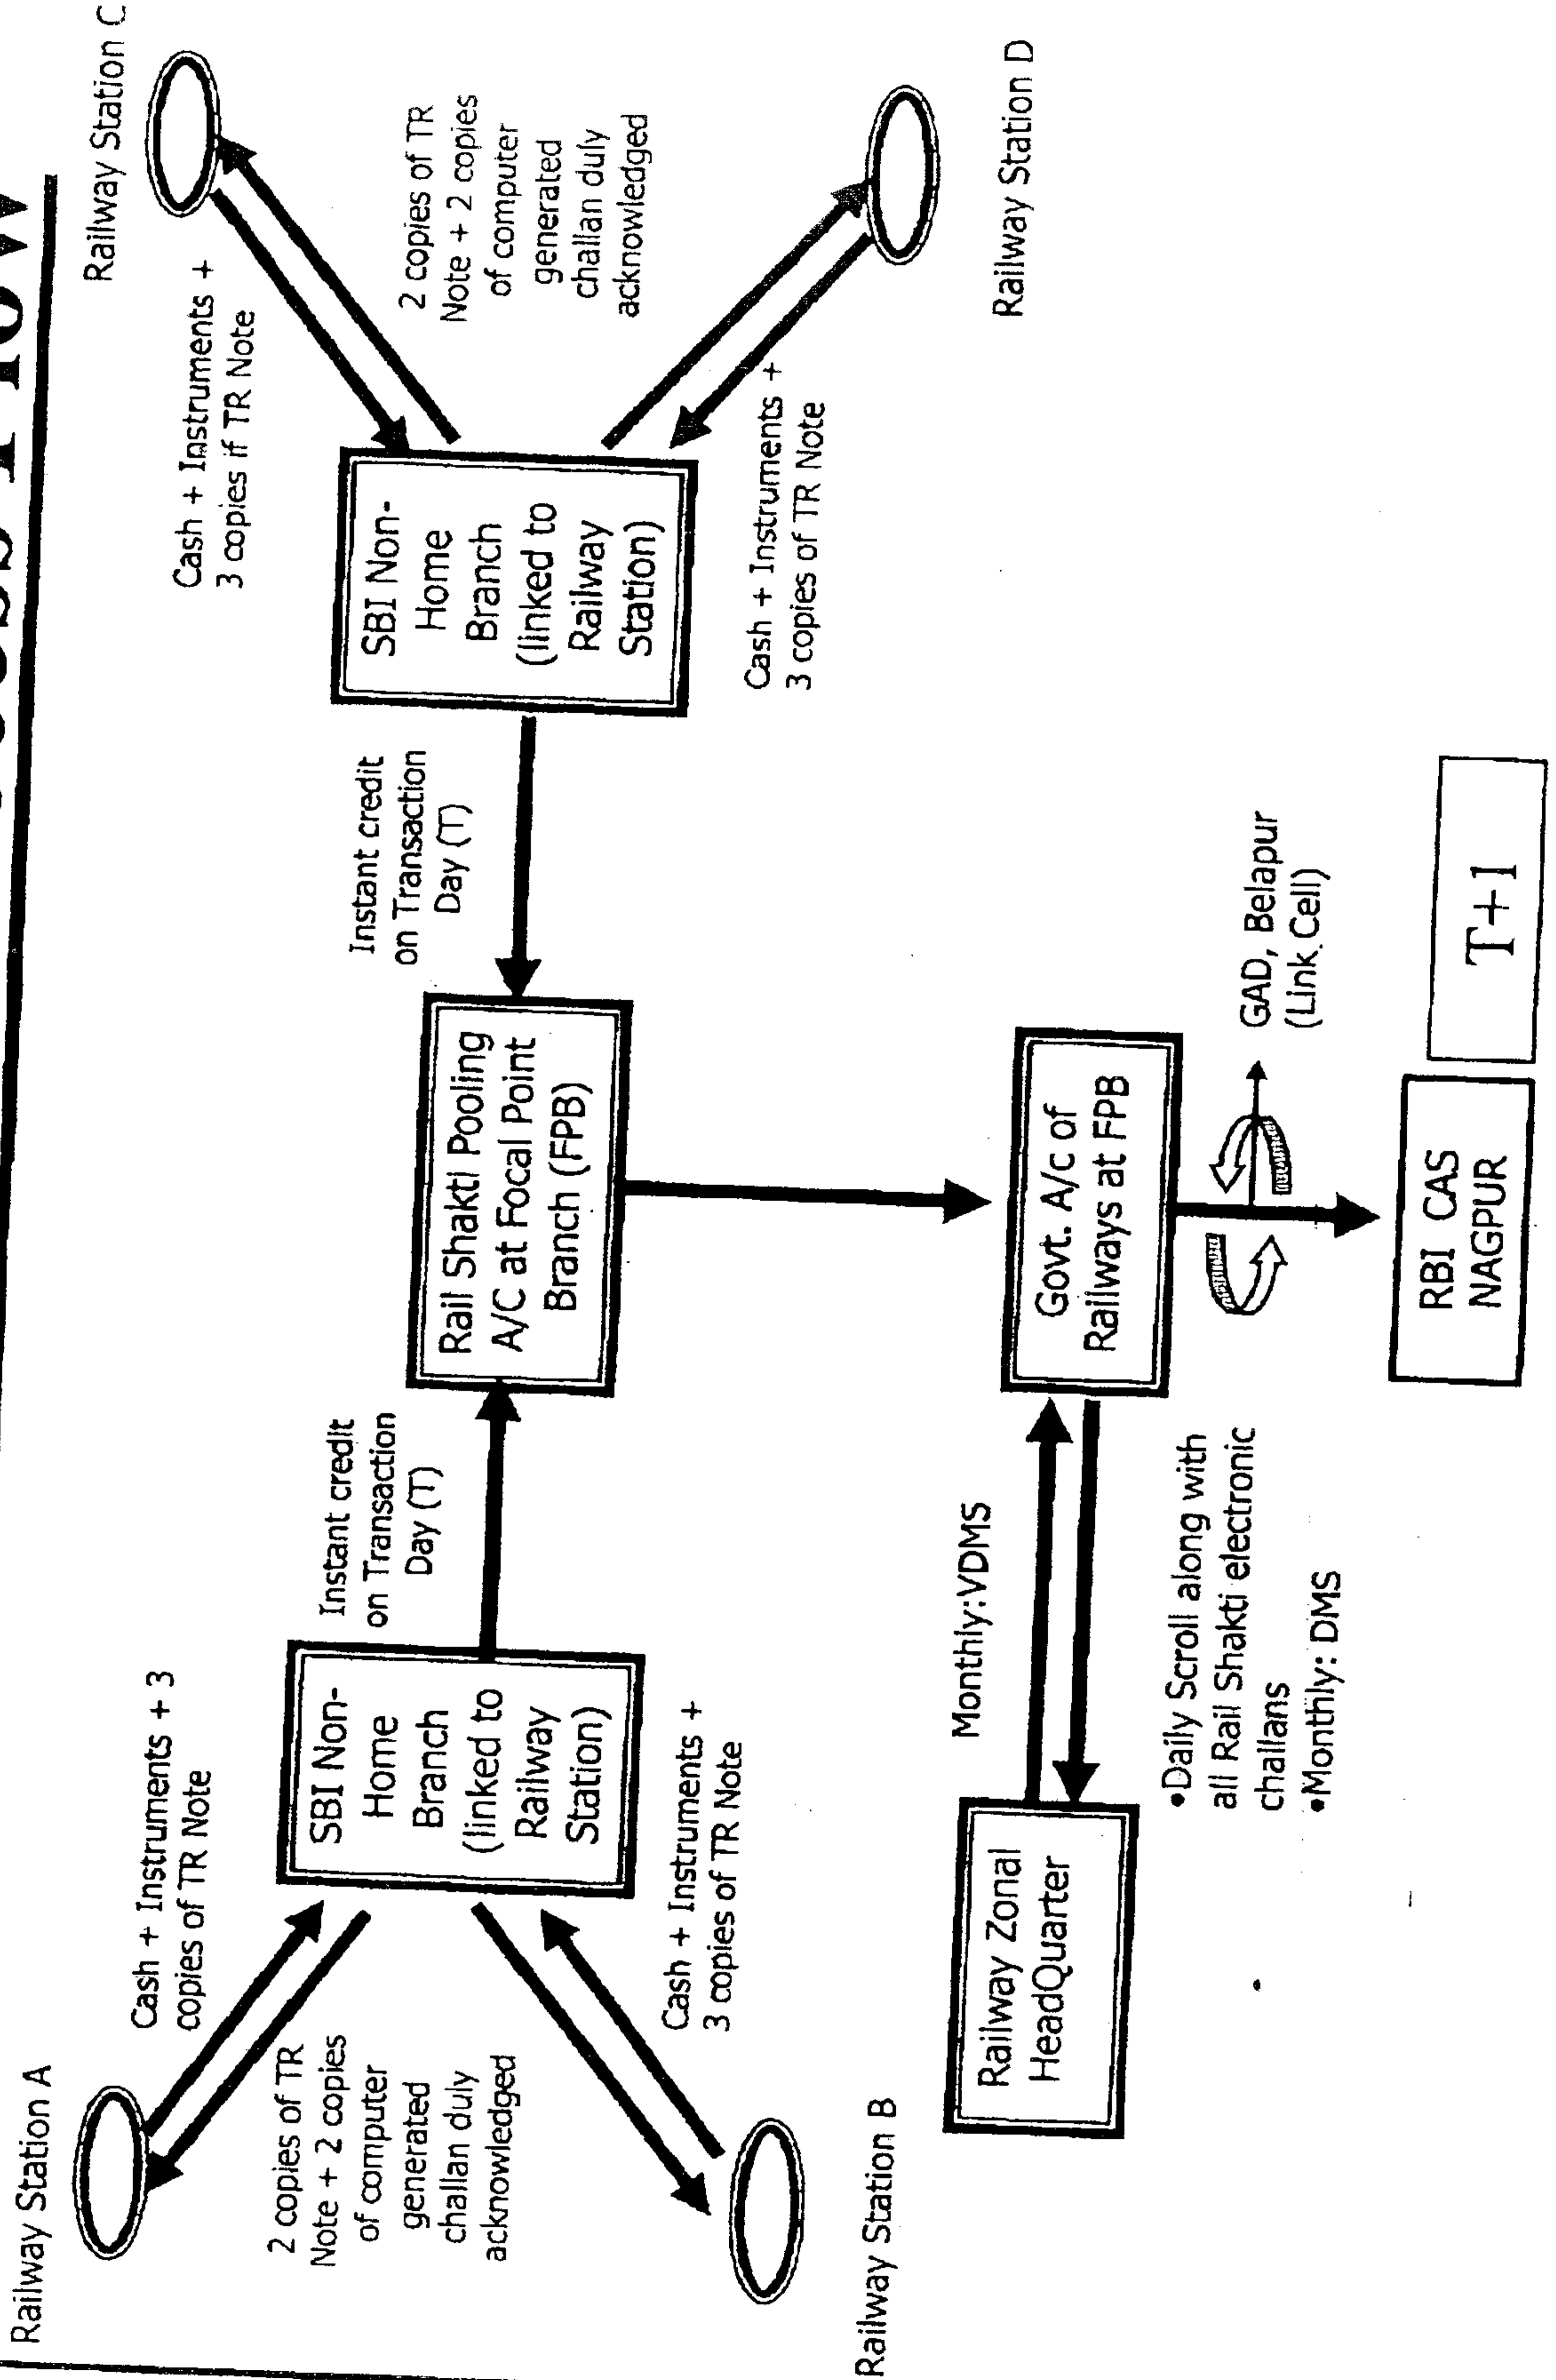 Railway Station A
Cash + Instruments + 3
copies of TR Note
2 copies of TR
Note + 2 copies
of computer
generated
challan duly
acknowledged
Cash + Instruments +
3 copies of TR Note
Railway Station B
SBI Non-
Home
Branch
(linked to
Railway
Station)
Instant credit
on Transaction
Day (T)
Rail Shakti Pooling
A/C at Focal Point
Branch (FPB)
Instant credit
on Transaction
Day (T)
SBI Non-
Home
Branch
(linked to
Railway
Station)
Railway Station C
Cash + Instruments +
3 copies if TR Note
2 copies of TR
Note + 2 copies
of computer
generated
challan duly
acknowledged
Cash + Instruments +
3 copies of TR Note
Railway Station D
Railway Zonal
HeadQuarter
Monthly:VDMS
•Daily Scroll along with
all Rail Shakti electronic
challans
•Monthly: DMS
Govt. A/c of
Railways at FPB
GAD, Belapur
(Link Cell)
RBI CAS
NAGPUR
T+1